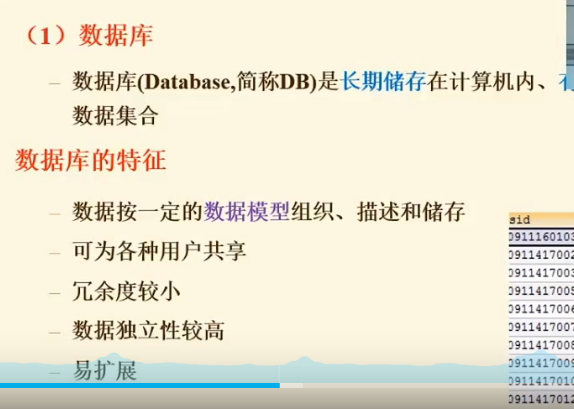 （1）数据库
– 数据库(Database,简称DB)是长期储存在计算机内、
数据集合
数据库的特征
– 数据按一定的数据模型组织、描述和储存
– 可为各种用户共享
– 冗余度较小
– 数据独立性较高
– 易扩展
sid
0911160103
0911417002
0911417003
0911417005
0911417006
0911417007
0911417008
0911417009
0911417010
0911417012